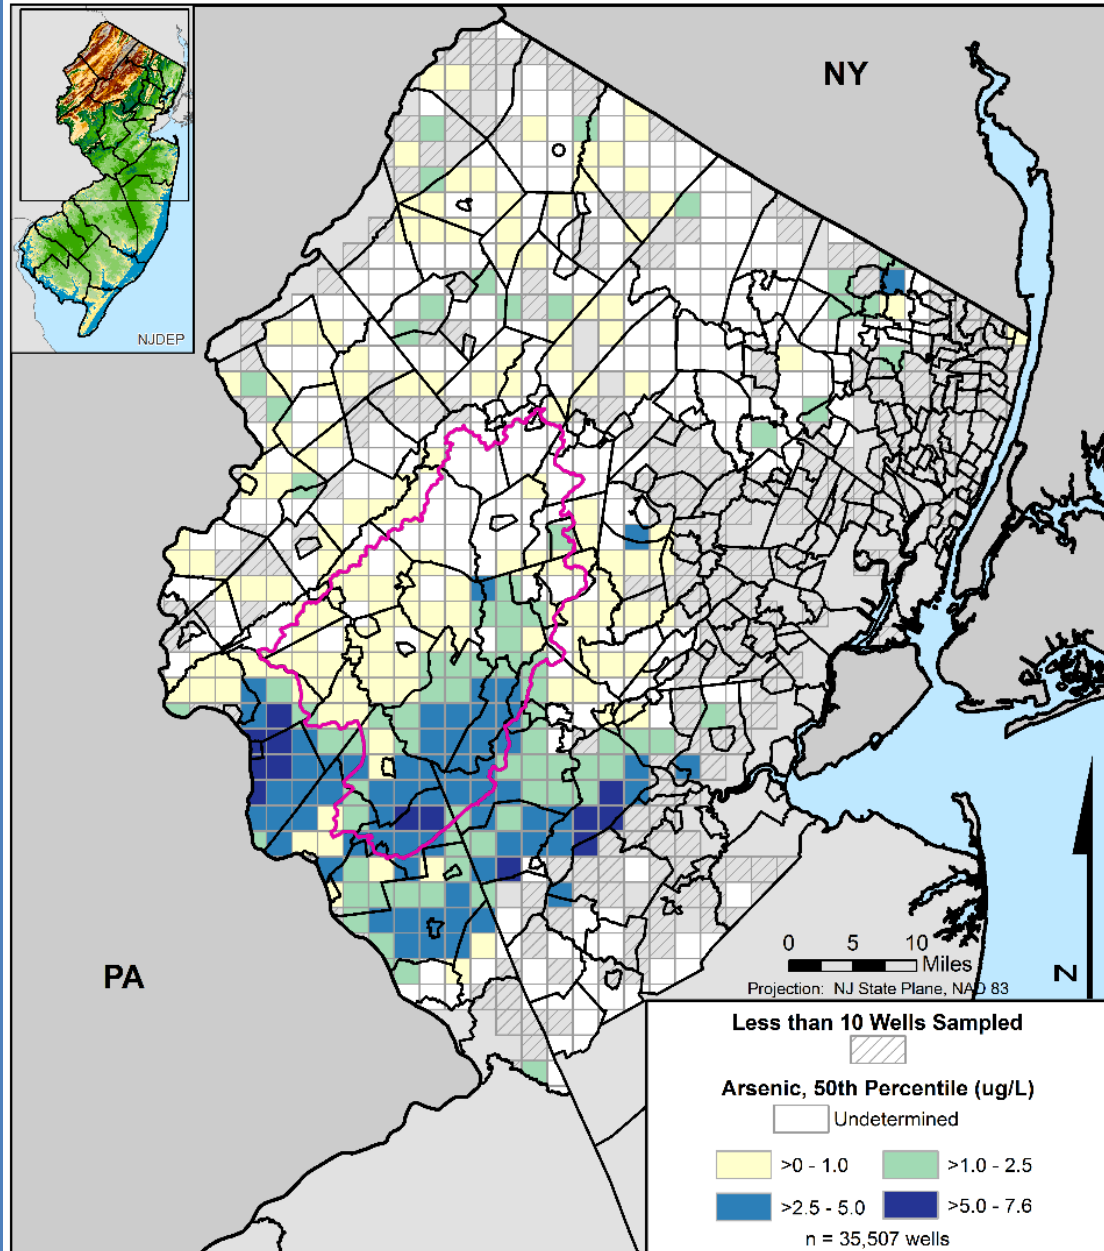 NY
NJDEP
PA
0 5 10
Miles
Projection: NJ State Plane, NAD 83
N
Less than 10 Wells Sampled
Arsenic, 50th Percentile (ug/L)
Undetermined
>0 - 1.0 >1.0 - 2.5
>2.5 - 5.0 >5.0 - 7.6
n = 35,507 wells